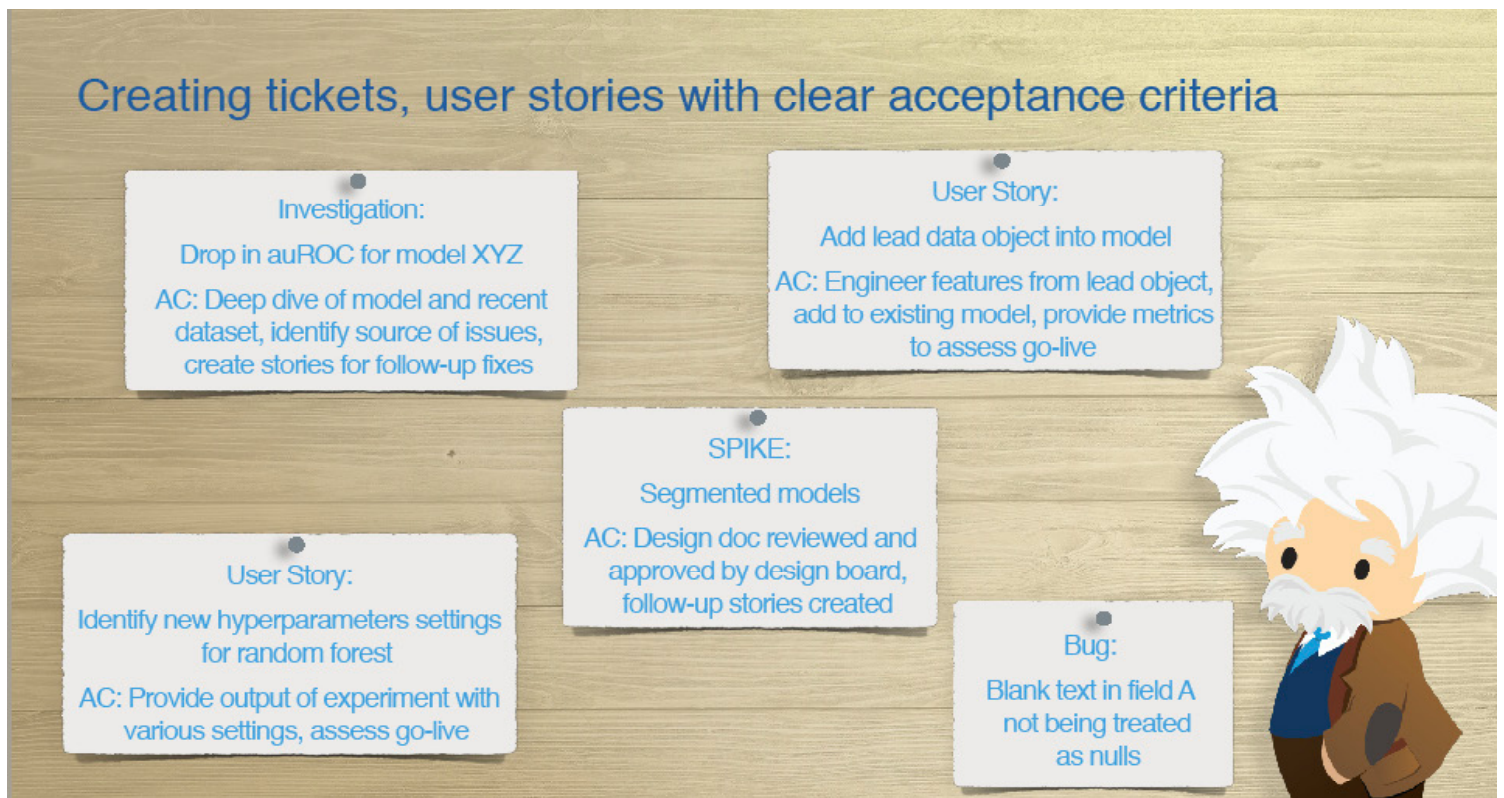 Creating tickets, user stories with clear acceptance criteria
Investigation:
Drop in auROC for model XYZ
AC: Deep dive of model and recent
dataset, identify source of issues,
create stories for follow-up fixes
User Story:
Add lead data object into model
AC: Engineer features from lead object,
add to existing model, provide metrics
to assess go-live
SPIKE:
Segmented models
AC: Design doc reviewed and
approved by design board,
follow-up stories created
User Story:
Identify new hyperparameters settings
for random forest
AC: Provide output of experiment with
various settings, assess go-live
Bug:
Blank text in field A
not being treated
as nulls